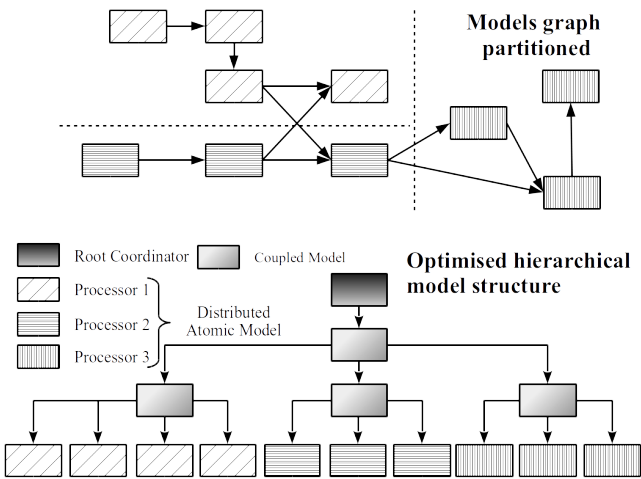 Models graph
partitioned
Root Coordinator
Coupled Model
Optimised hierarchical
model structure
Processor 1
Processor 2
Processor 3
Distributed
Atomic Model